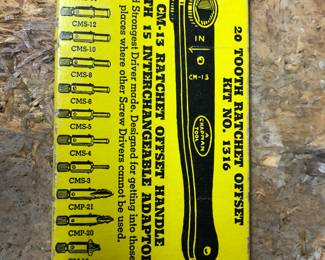 20 TOOTH RATCHET OFFSET
KIT NO. 1316
IN
CM-13
CHAPMAN
TOOLS
CM-13 RATCHET OFFSET HANDLE
15 INTERCHANGEABLE
Strongest Driver made. Designed for getting into those
places where other Screw Drivers cannot be used.
CMS-12
CMS-10
CMS-8
CMS-6
CMS-5
CMS-4
CMS-3
CMP-21
CMP-20